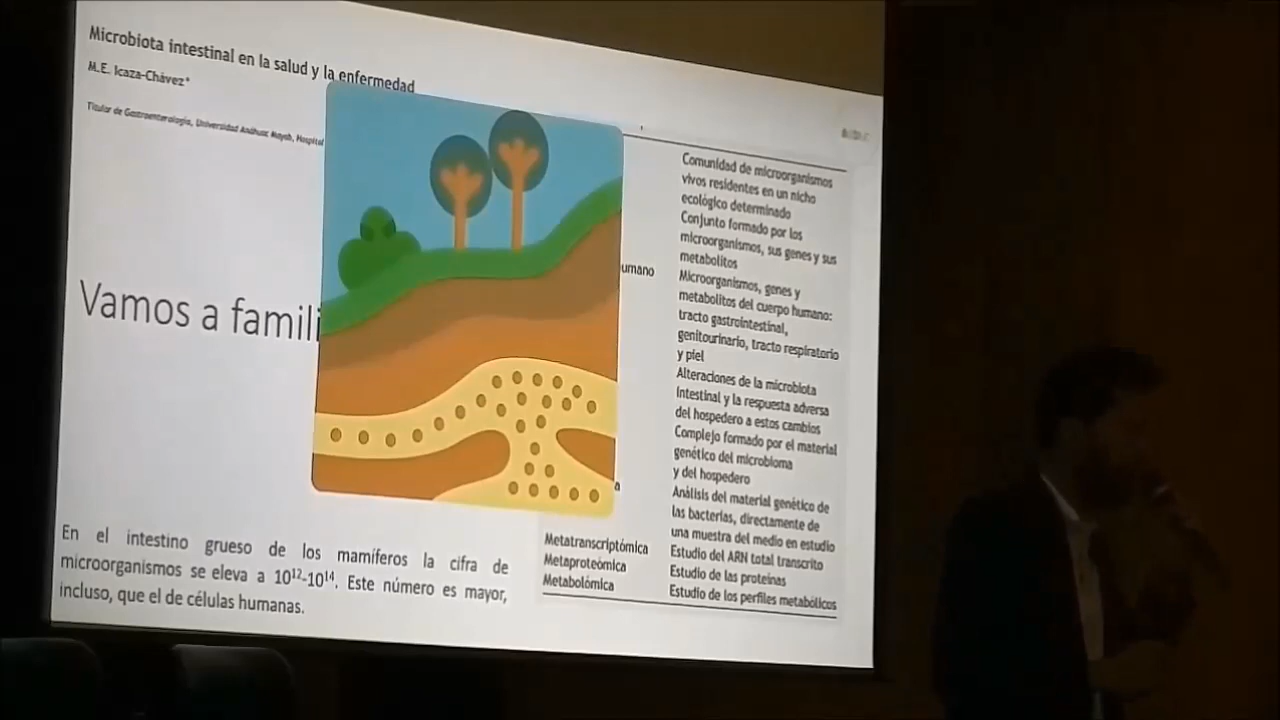 Microbiota intestinal en la salud y la enfermedad
M.E. Icaza-Chávez*
Titular de Gastroenterología, Universidad Anáhuac Mayab, Hospital
Vamos a famili
En el intestino grueso de los mamíferos la cifra de
microorganismos se eleva a 10¹²-10¹⁴. Este número es mayor,
incluso, que el de células humanas.
Comunidad de microorganismos
vivos residentes en un nicho
ecológico determinado
Conjunto formado por los
microorganismos, sus genes y sus
metabolitos
umano
Microorganismos, genes y
metabolitos del cuerpo humano:
tracto gastrointestinal,
genitourinario, tracto respiratorio
y piel
Alteraciones de la microbiota
intestinal y la respuesta adversa
del hospedero a estos cambios
Complejo formado por el material
genético del microbioma
y del hospedero
a
Análisis del material genético de
las bacterias, directamente de
una muestra del medio en estudio
Metatranscriptómica Estudio del ARN total transcrito
Metaproteómica Estudio de las proteínas
Metabolómica Estudio de los perfiles metabólicos